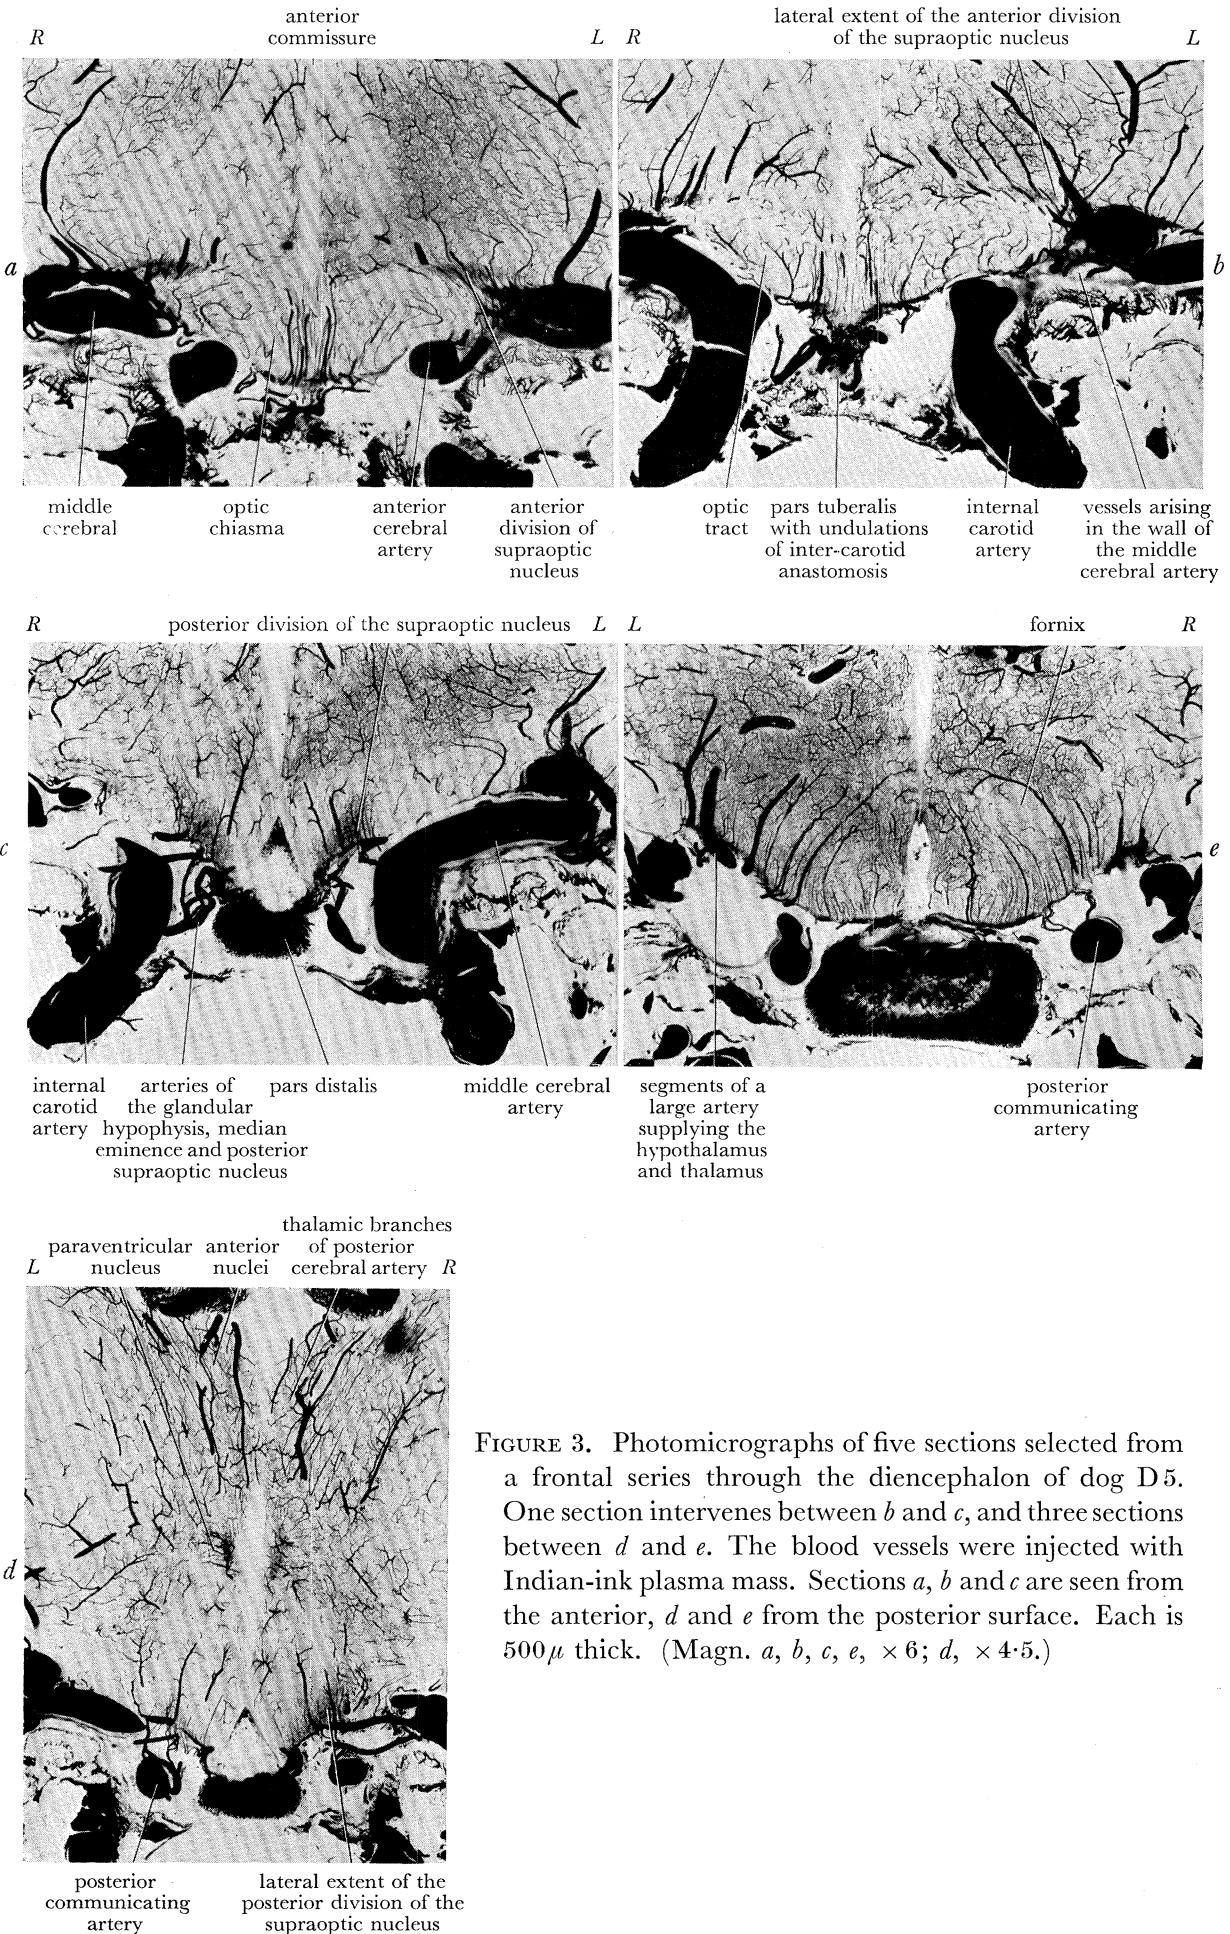 anterior
commissure
R
L
a
middle
cerebral
optic
chiasma
anterior
cerebral
artery
anterior
division of
supraoptic
nucleus
lateral extent of the anterior division
of the supraoptic nucleus
R
L
b
optic
tract
pars tuberalis
with undulations
of inter-carotid
anastomosis
internal
carotid
artery
vessels arising
in the wall of
the middle
cerebral artery
R
posterior division of the supraoptic nucleus
L
c
internal
carotid
artery
arteries of
the glandular
hypophysis, median
eminence and posterior
supraoptic nucleus
pars distalis
middle cerebral
artery
L
fornix
R
e
segments of a
large artery
supplying the
hypothalamus
and thalamus
posterior
communicating
artery
L
paraventricular
nucleus
anterior
nuclei
thalamic branches
of posterior
cerebral artery
R
d
posterior
communicating
artery
lateral extent of the
posterior division of the
supraoptic nucleus
FIGURE 3. Photomicrographs of five sections selected from
a frontal series through the diencephalon of dog D 5.
One section intervenes between b and c, and three sections
between d and e. The blood vessels were injected with
Indian-ink plasma mass. Sections a, b and c are seen from
the anterior, d and e from the posterior surface. Each is
500μ thick. (Magn. a, b, c, e, × 6; d, × 4·5.)